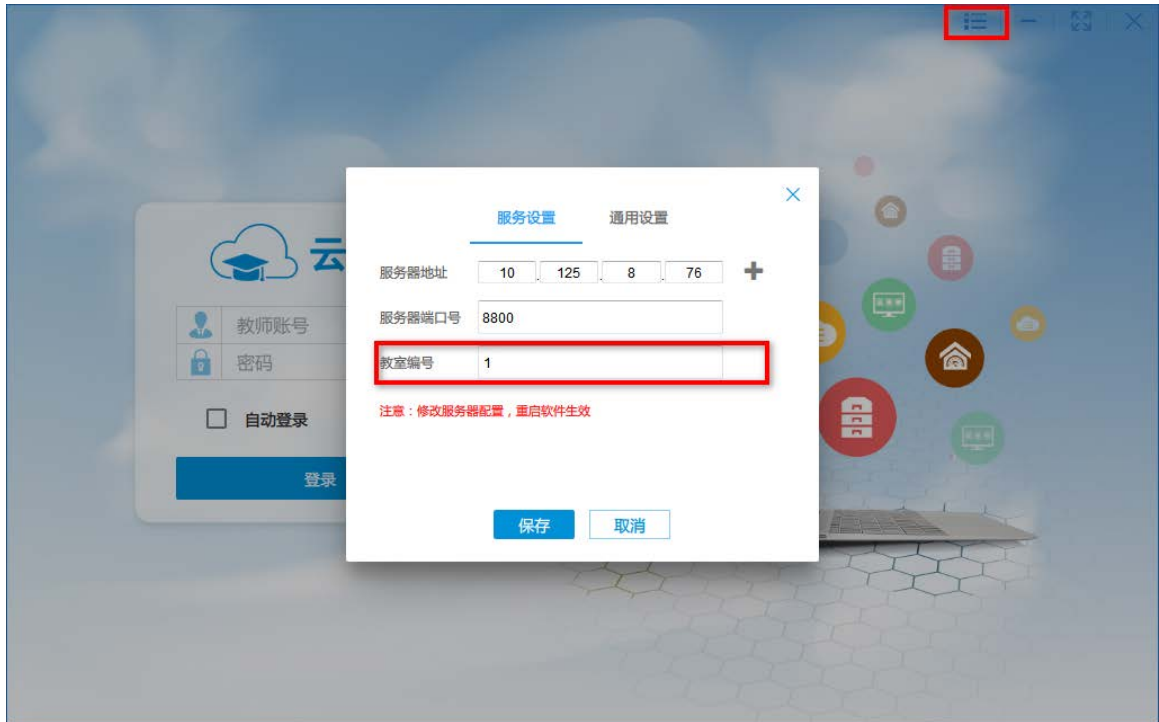 服务设置 通用设置
云
服务器地址 10 . 125 . 8 . 76
教师账号
服务器端口号 8800
密码
教室编号 1
自动登录
注意：修改服务器配置，重启软件生效
登录
保存 取消